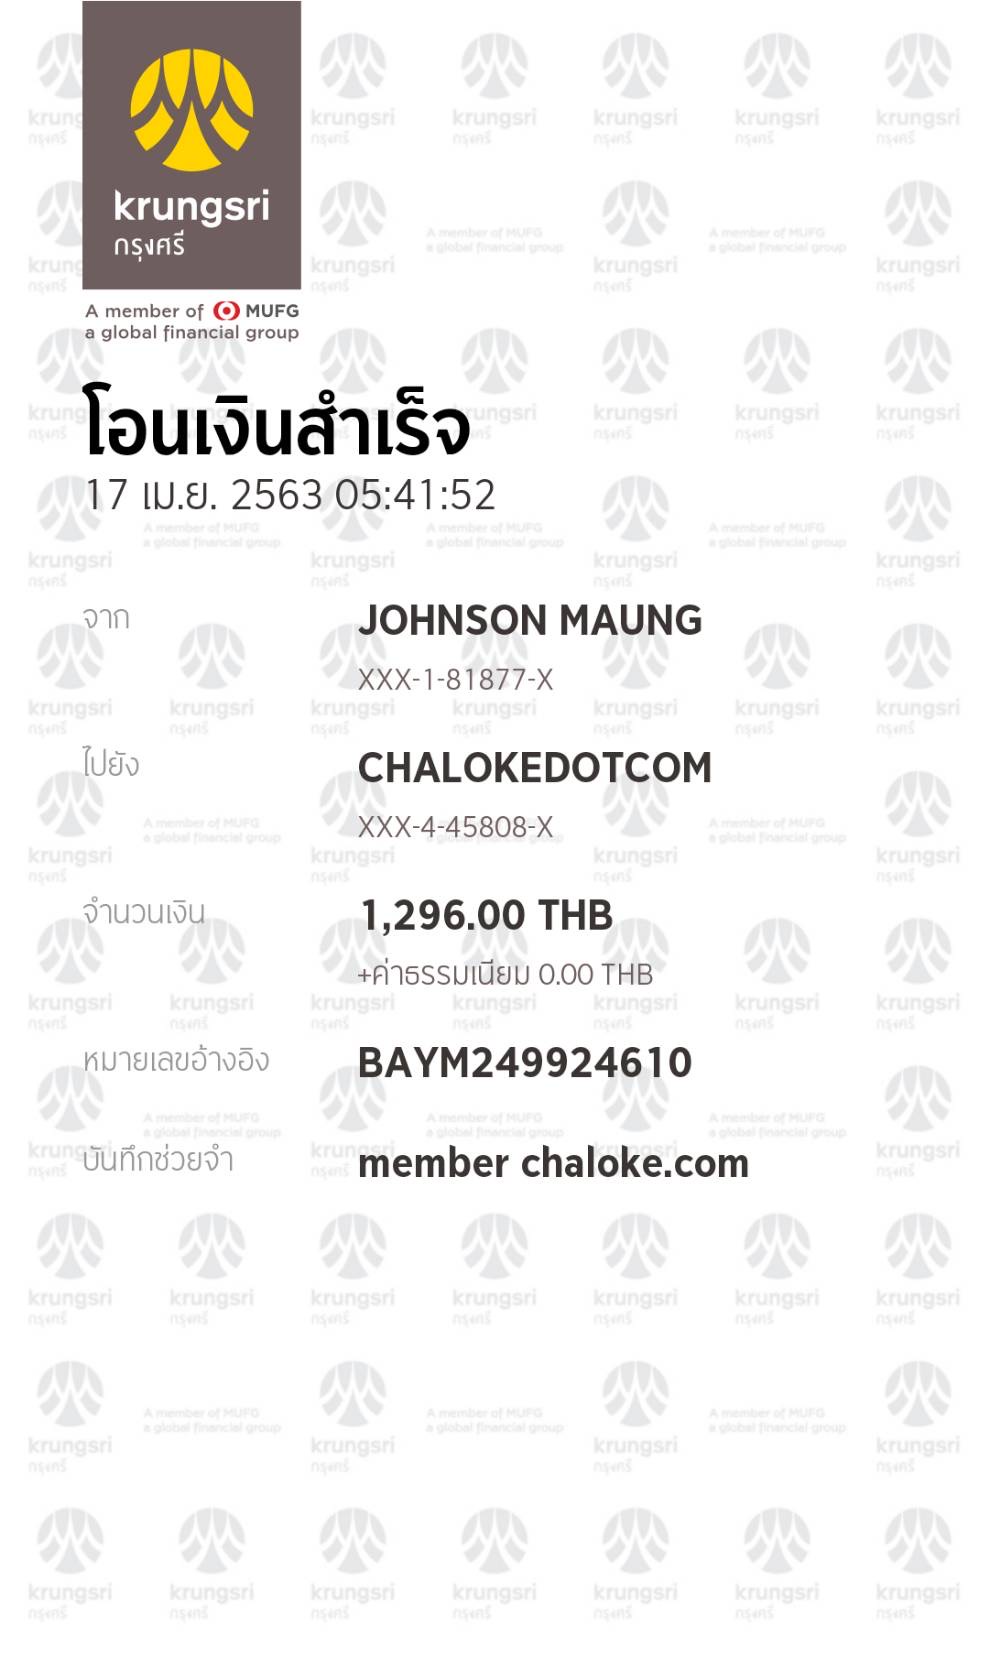 krungsri
กรุงศรี
A member of MUFG
a global financial group
โอนเงินสำเร็จ
17 เม.ย. 2563 05:41:52
จาก JOHNSON MAUNG
XXX-1-81877-X
ไปยัง CHALOKEDOTCOM
XXX-4-45808-X
จำนวนเงิน 1,296.00 THB
+ค่าธรรมเนียม 0.00 THB
หมายเลขอ้างอิง BAYM249924610
บันทึกช่วยจำ member chaloke.com